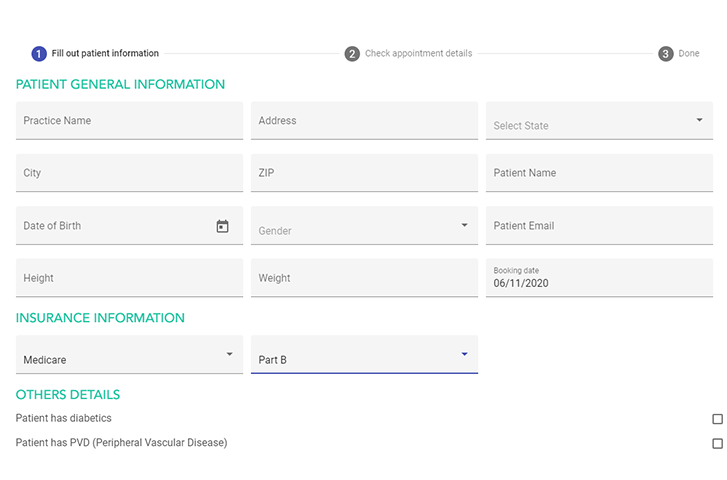 1 Fill out patient information 2 Check appointment details 3 Done
PATIENT GENERAL INFORMATION
Practice Name Address Select State
City ZIP Patient Name
Date of Birth Gender Patient Email
Height Weight Booking date
06/11/2020
INSURANCE INFORMATION
Medicare Part B
OTHERS DETAILS
Patient has diabetics
Patient has PVD (Peripheral Vascular Disease)